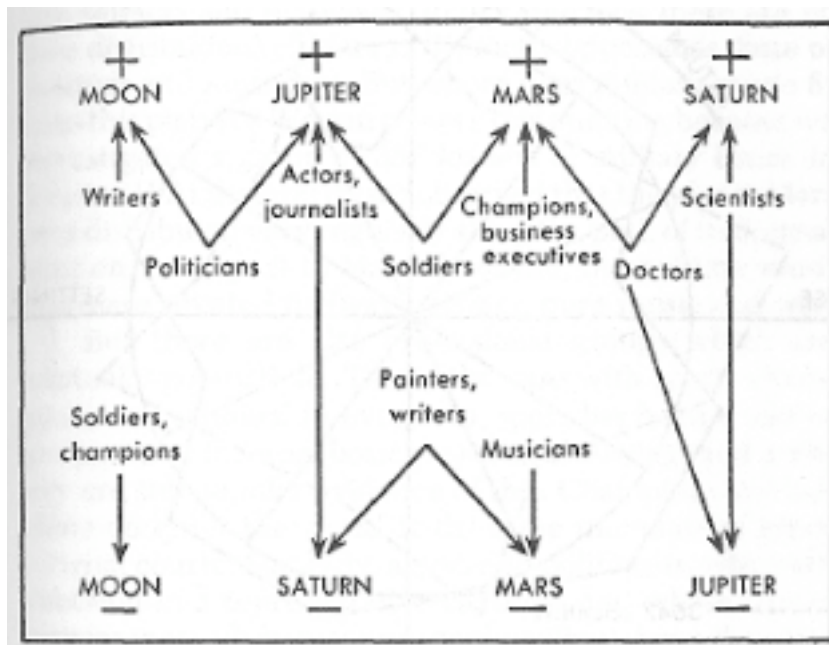 + + + +
MOON JUPITER MARS SATURN
Writers
Actors,
journalists
Champions,
business
executives
Scientists
Politicians
Soldiers
Doctors
Painters,
writers
Soldiers,
champions
Musicians
MOON SATURN MARS JUPITER
— — — —